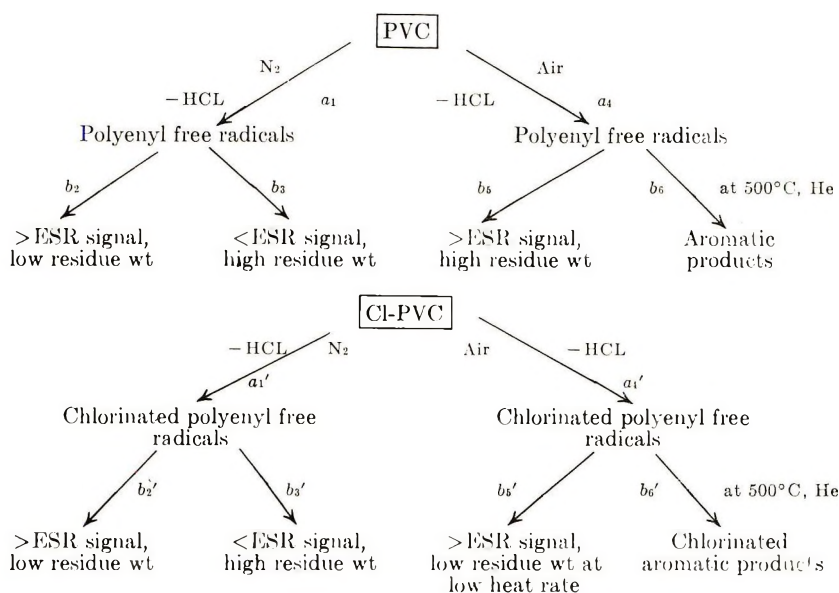 PVC
N₂ Air
−HCL a₁ −HCL a₄
Polyenyl free radicals Polyenyl free radicals
b₂ b₃ b₅ b₆ at 500°C, He
>ESR signal, <ESR signal, >ESR signal, Aromatic
low residue wt high residue wt high residue wt products
Cl-PVC
−HCL N₂ Air −HCL
a₁′ a₁′
Chlorinated polyenyl free Chlorinated polyenyl free
radicals radicals
b₂′ b₃′ b₅′ b₆′ at 500°C, He
>ESR signal, <ESR signal, >ESR signal, Chlorinated
low residue wt high residue wt low residue wt at aromatic products
low heat rate